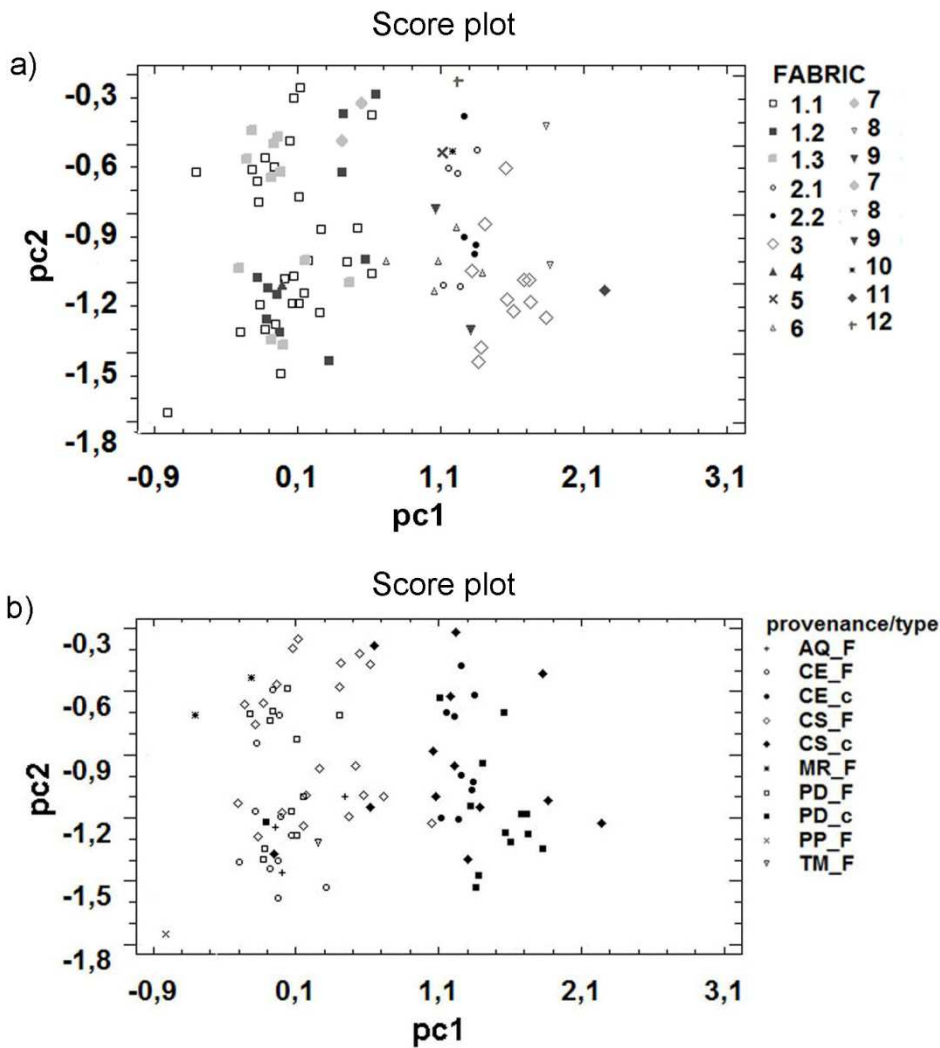 Score plot
a)
pc2
-0,3
-0,6
-0,9
-1,2
-1,5
-1,8
-0,9 0,1 1,1 2,1 3,1
pc1
FABRIC
1.1 7
1.2 8
1.3 9
2.1 7
2.2 8
3 9
4 10
5 11
6 12
Score plot
b)
pc2
-0,3
-0,6
-0,9
-1,2
-1,5
-1,8
-0,9 0,1 1,1 2,1 3,1
pc1
provenance/type
AQ_F
CE_F
CE_c
CS_F
CS_c
MR_F
PD_F
PD_c
PP_F
TM_F